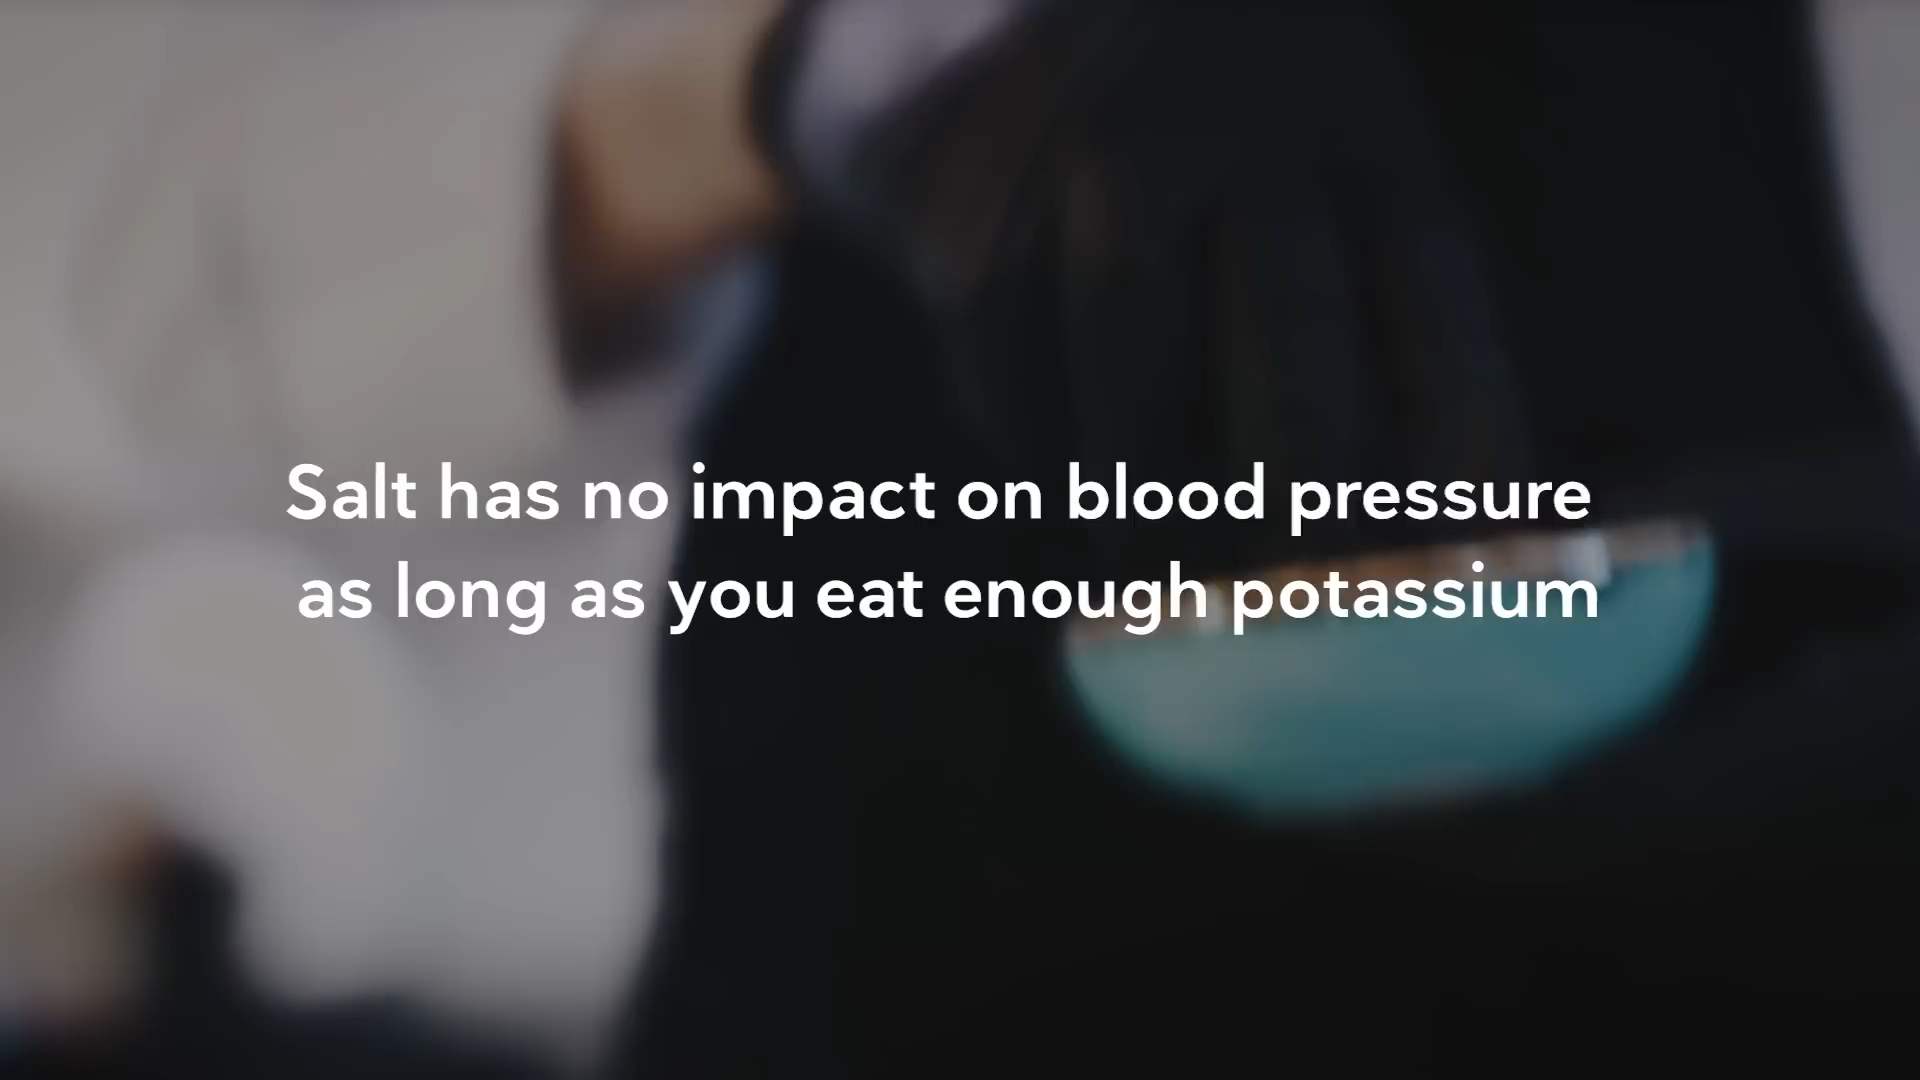 Salt has no impact on blood pressure
as long as you eat enough potassium